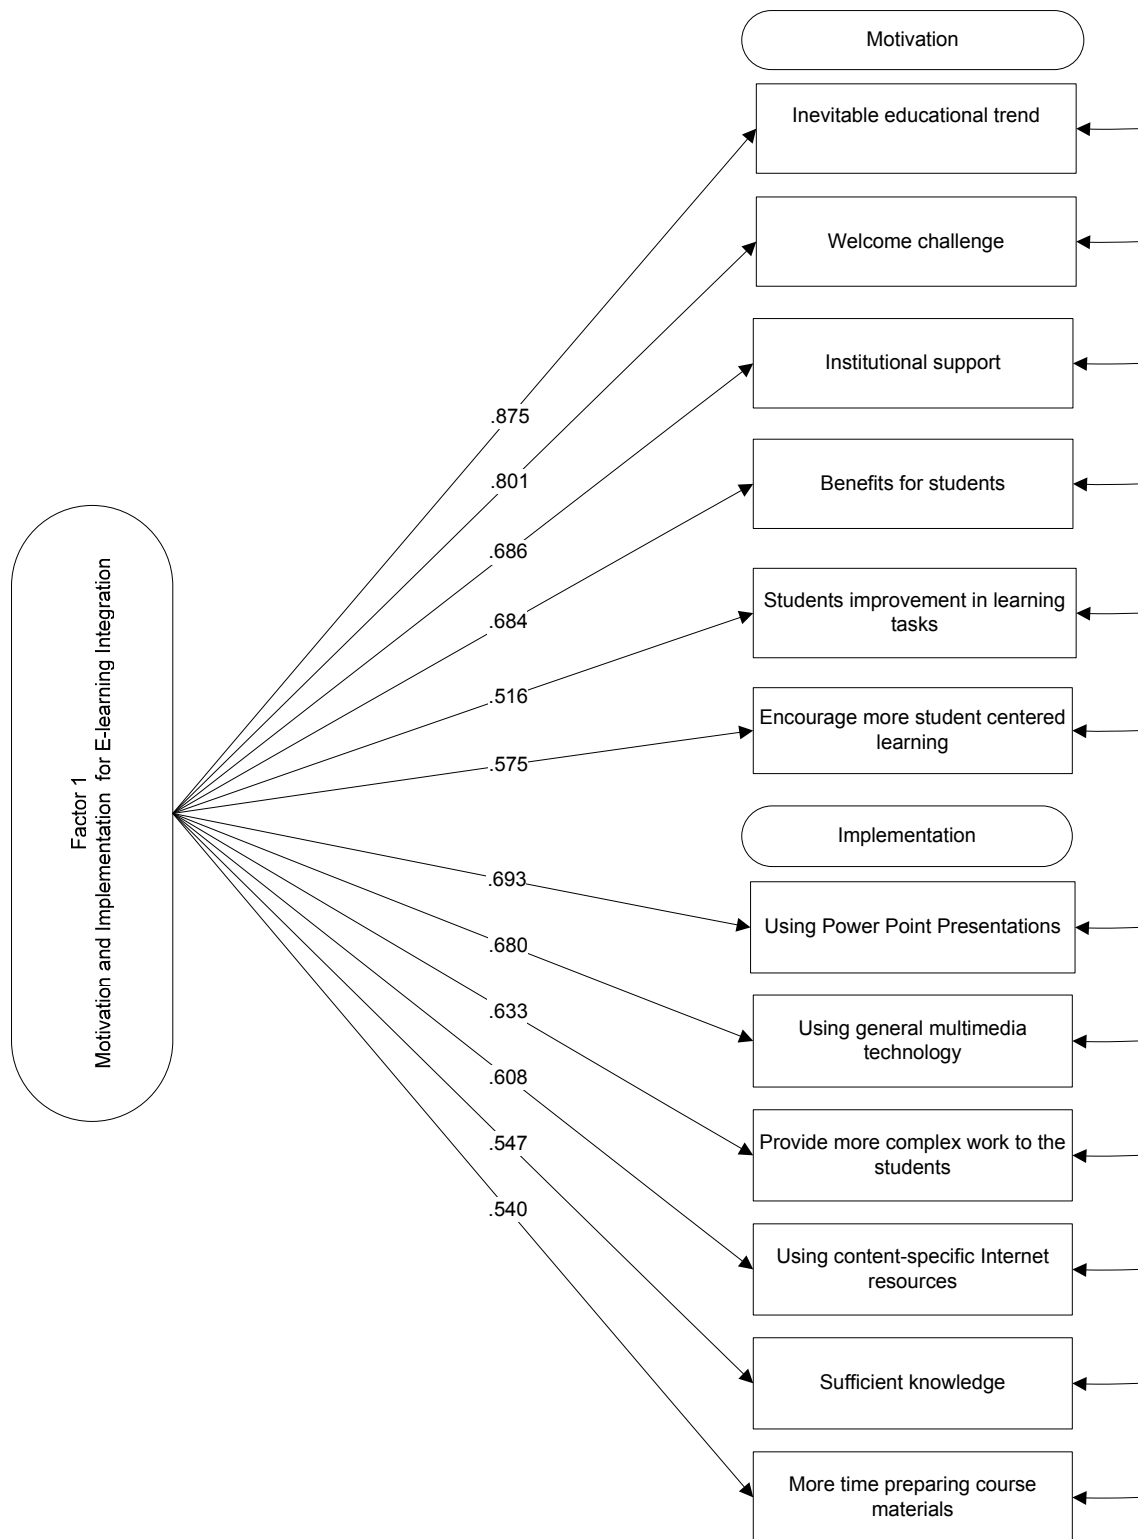 Motivation
Inevitable educational trend
Welcome challenge
Institutional support
Benefits for students
Students improvement in learning
tasks
Encourage more student centered
learning
Implementation
Using Power Point Presentations
Using general multimedia
technology
Provide more complex work to the
students
Using content-specific Internet
resources
Sufficient knowledge
More time preparing course
materials
.875
.801
.686
.684
.516
.575
.693
.680
.633
.608
.547
.540
Factor 1
Motivation and Implementation for E-learning Integration